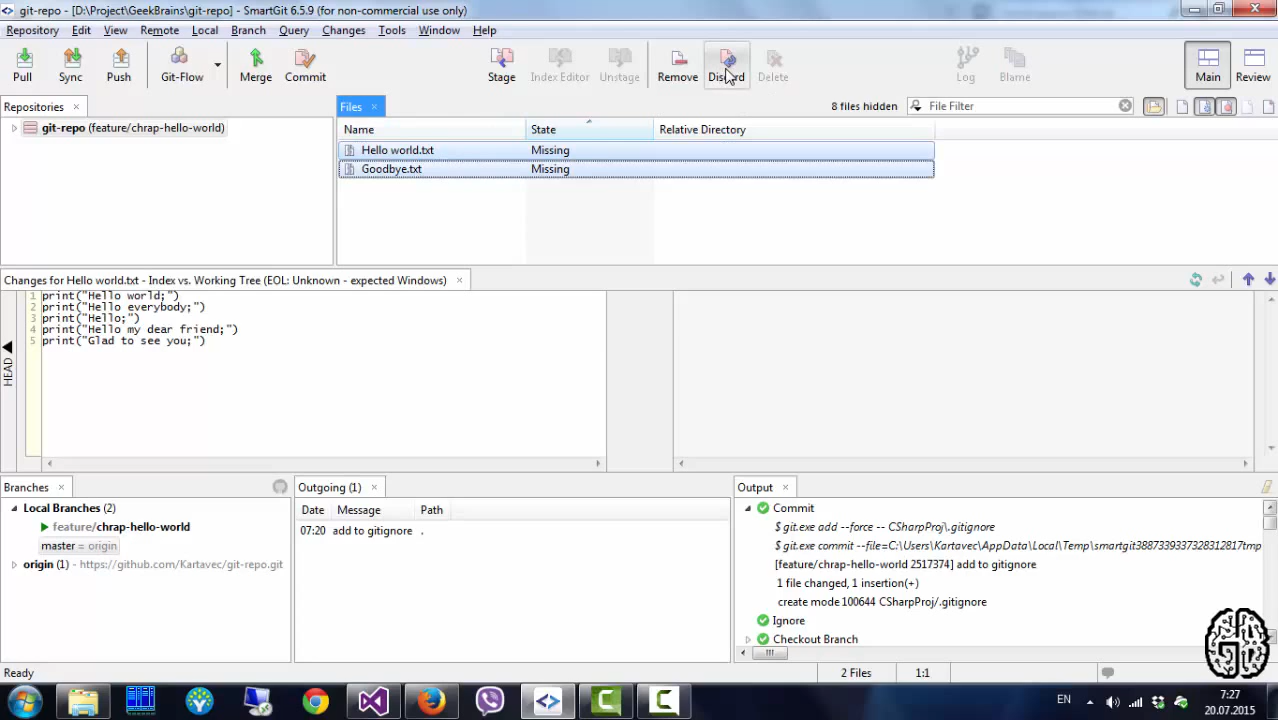 git-repo - [D:\Project\GeekBrains\git-repo] - SmartGit 6.5.9 (for non-commercial use only)
Repository Edit View Remote Local Branch Query Changes Tools Window Help
Pull Sync Push Git-Flow Merge Commit Stage Index Editor Unstage Remove Discard Delete Log Blame Main Review
Repositories
git-repo (feature/chrap-hello-world)
Files
8 files hidden
File Filter
Name State Relative Directory
Hello world.txt Missing
Goodbye.txt Missing
Changes for Hello world.txt - Index vs. Working Tree (EOL: Unknown - expected Windows)
HEAD
1 print("Hello world;")
2 print("Hello everybody;")
3 print("Hello;")
4 print("Hello my dear friend;")
5 print("Glad to see you;")
Branches
Local Branches (2)
feature/chrap-hello-world
master = origin
origin (1) - https://github.com/Kartavec/git-repo.git
Outgoing (1)
Date Message Path
07:20 add to gitignore .
Output
Commit
$ git.exe add --force -- CSharpProj\.gitignore
$ git.exe commit --file=C:\Users\Kartavec\AppData\Local\Temp\smartgit3887339337328312817tmp
[feature/chrap-hello-world 2517374] add to gitignore
1 file changed, 1 insertion(+)
create mode 100644 CSharpProj/.gitignore
Ignore
Checkout Branch
Ready
2 Files
1:1
EN
7:27
20.07.2015